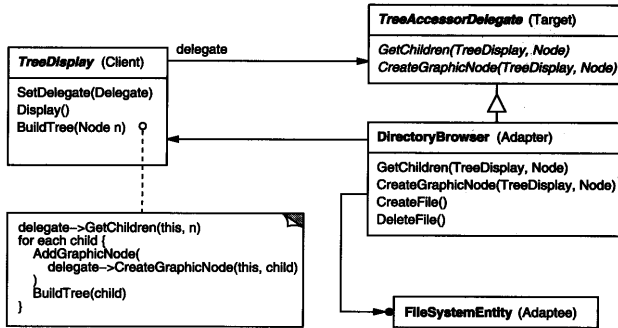 TreeAccessorDelegate (Target)
GetChildren(TreeDisplay, Node)
CreateGraphicNode(TreeDisplay, Node)
delegate
TreeDisplay (Client)
SetDelegate(Delegate)
Display()
BuildTree(Node n)
DirectoryBrowser (Adapter)
GetChildren(TreeDisplay, Node)
CreateGraphicNode(TreeDisplay, Node)
CreateFile()
DeleteFile()
delegate->GetChildren(this, n)
for each child {
AddGraphicNode(
delegate->CreateGraphicNode(this, child)
)
BuildTree(child)
}
FileSystemEntity (Adaptee)